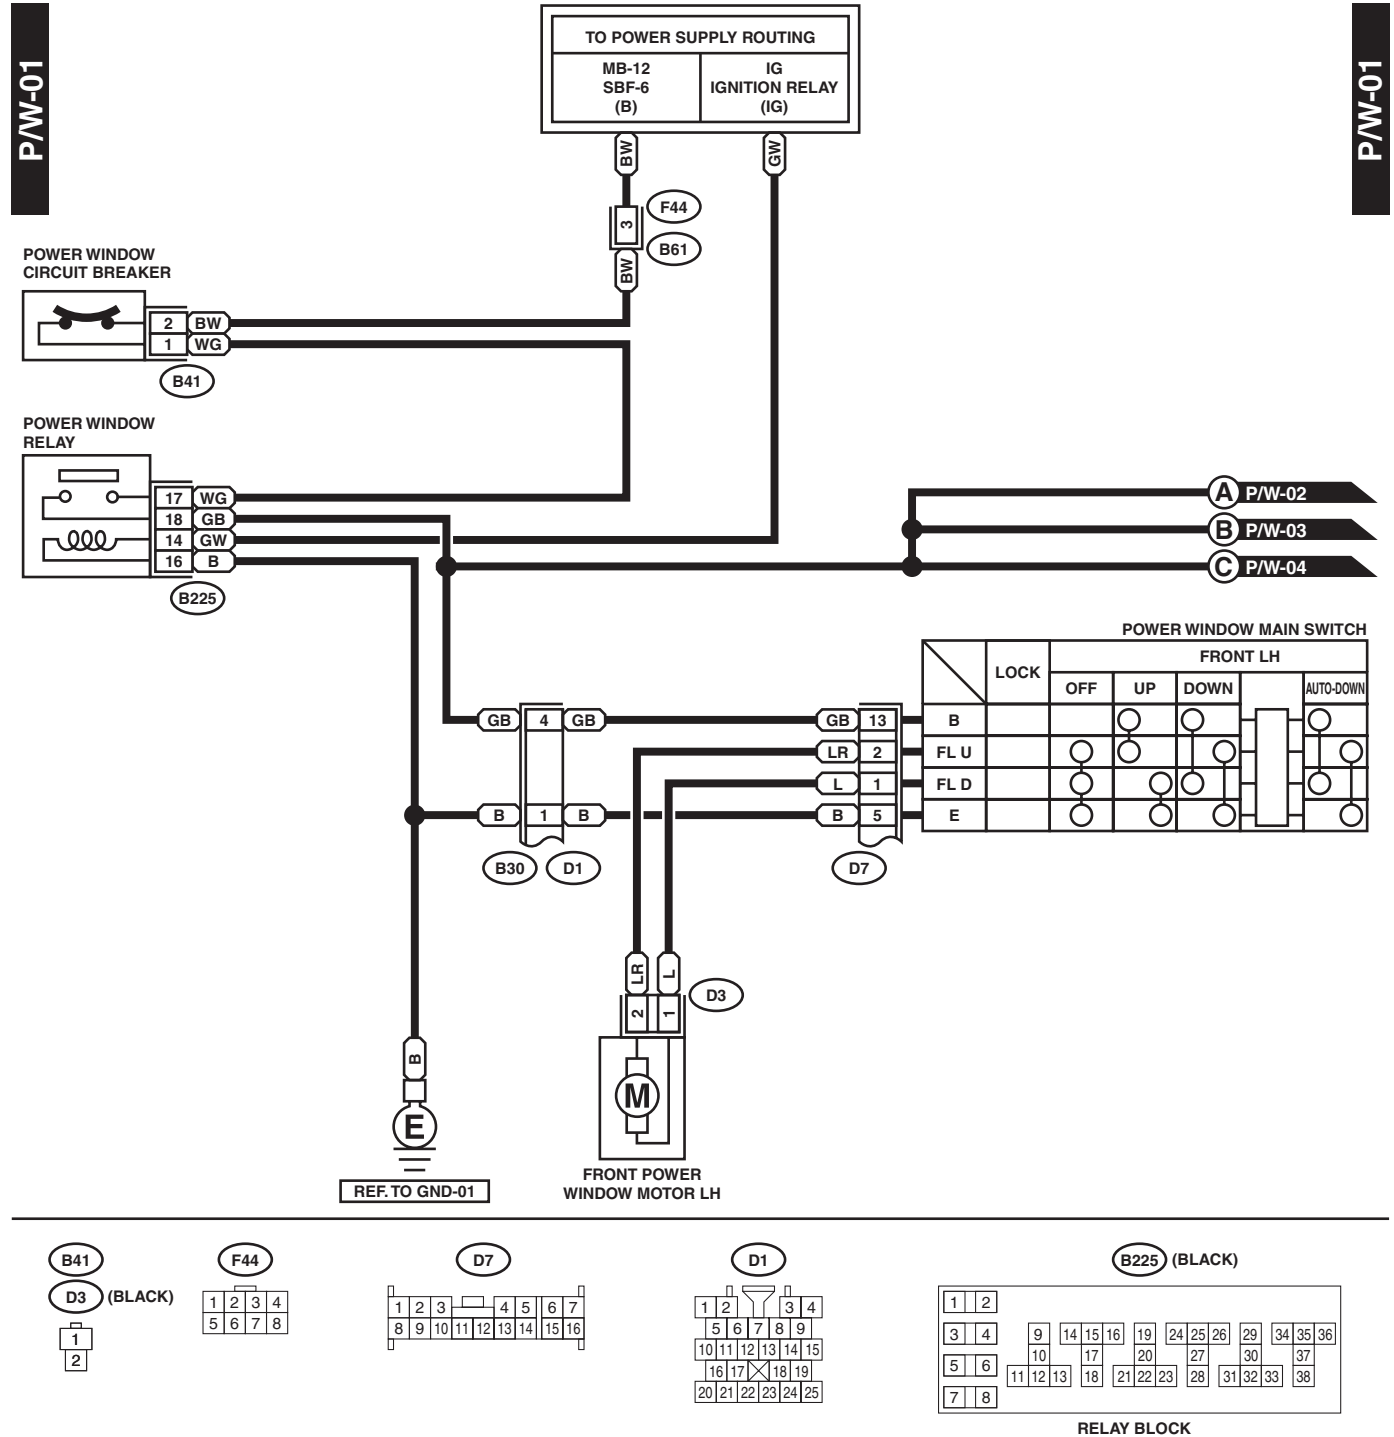 P/W-01
P/W-01
TO POWER SUPPLY ROUTING
MB-12
SBF-6
(B)
IG
IGNITION RELAY
(IG)
BW
GW
3
F44
B61
BW
POWER WINDOW
CIRCUIT BREAKER
2 BW
1 WG
B41
POWER WINDOW
RELAY
17 WG
18 GB
14 GW
16 B
B225
A P/W-02
B P/W-03
C P/W-04
POWER WINDOW MAIN SWITCH
LOCK
FRONT LH
OFF UP DOWN AUTO-DOWN
GB 4 GB GB 13 B
LR 2 FL U
L 1 FL D
B 1 B B 5 E
B30 D1 D7
LR L
2 1
D3
M
FRONT POWER
WINDOW MOTOR LH
B
E
REF. TO GND-01
B41
D3 (BLACK)
1
2
F44
1 2 3 4
5 6 7 8
D7
1 2 3 4 5 6 7
8 9 10 11 12 13 14 15 16
D1
1 2 3 4
5 6 7 8 9
10 11 12 13 14 15
16 17 18 19
20 21 22 23 24 25
B225 (BLACK)
1 2
3 4 9 14 15 16 19 24 25 26 29 34 35 36
5 6 10 17 20 27 30 37
11 12 13 18 21 22 23 28 31 32 33 38
7 8
RELAY BLOCK